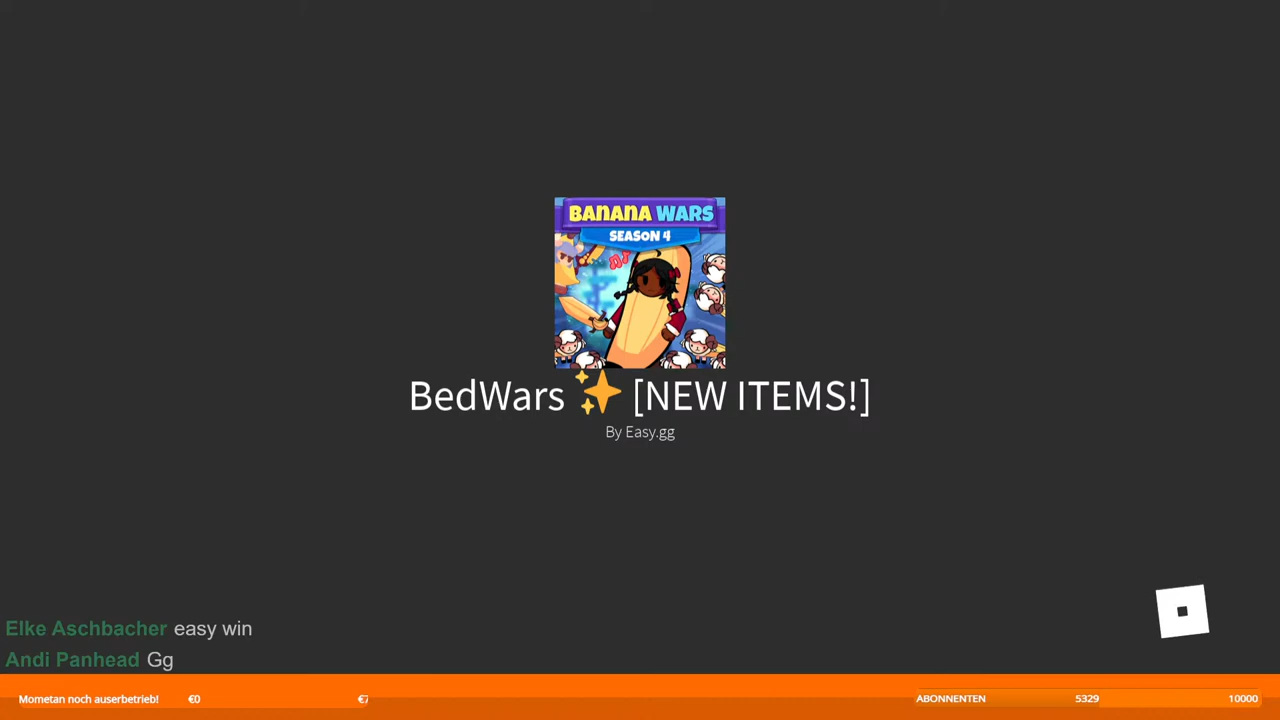 BANANA WARS
SEASON 4
BedWars ✨ [NEW ITEMS!]
By Easy.gg
Elke Aschbacher easy win
Andi Panhead Gg
Mometan noch auserbetrieb! €0 €7
ABONNENTEN 5329 10000